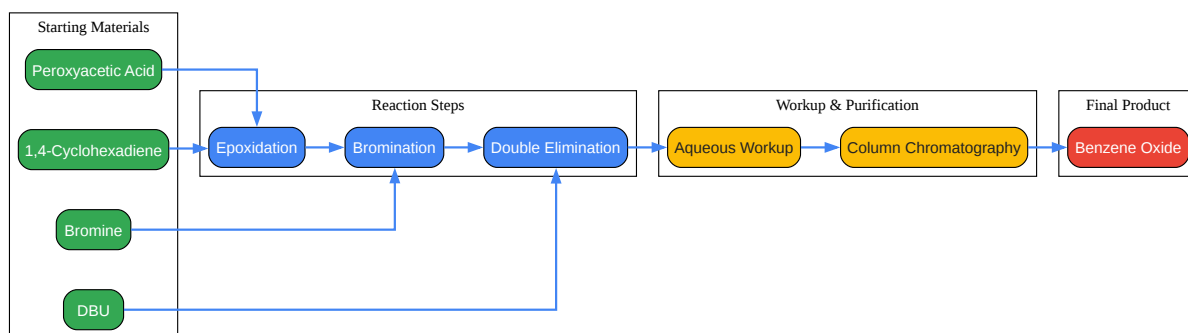 Starting Materials
Peroxyacetic Acid
1,4-Cyclohexadiene
Bromine
DBU
Reaction Steps
Epoxidation
Bromination
Double Elimination
Workup & Purification
Aqueous Workup
Column Chromatography
Final Product
Benzene Oxide